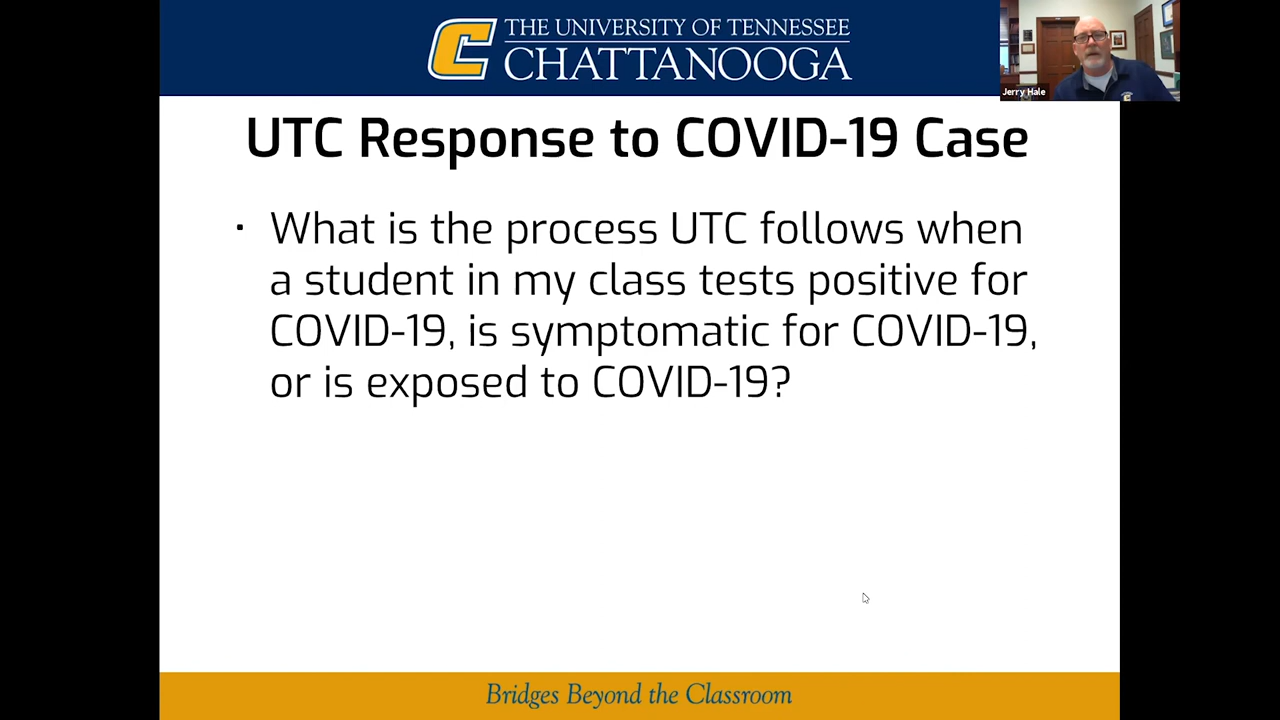 THE UNIVERSITY OF TENNESSEE
CHATTANOOGA
Jerry Hale
UTC Response to COVID-19 Case
· What is the process UTC follows when
a student in my class tests positive for
COVID-19, is symptomatic for COVID-19,
or is exposed to COVID-19?
Bridges Beyond the Classroom